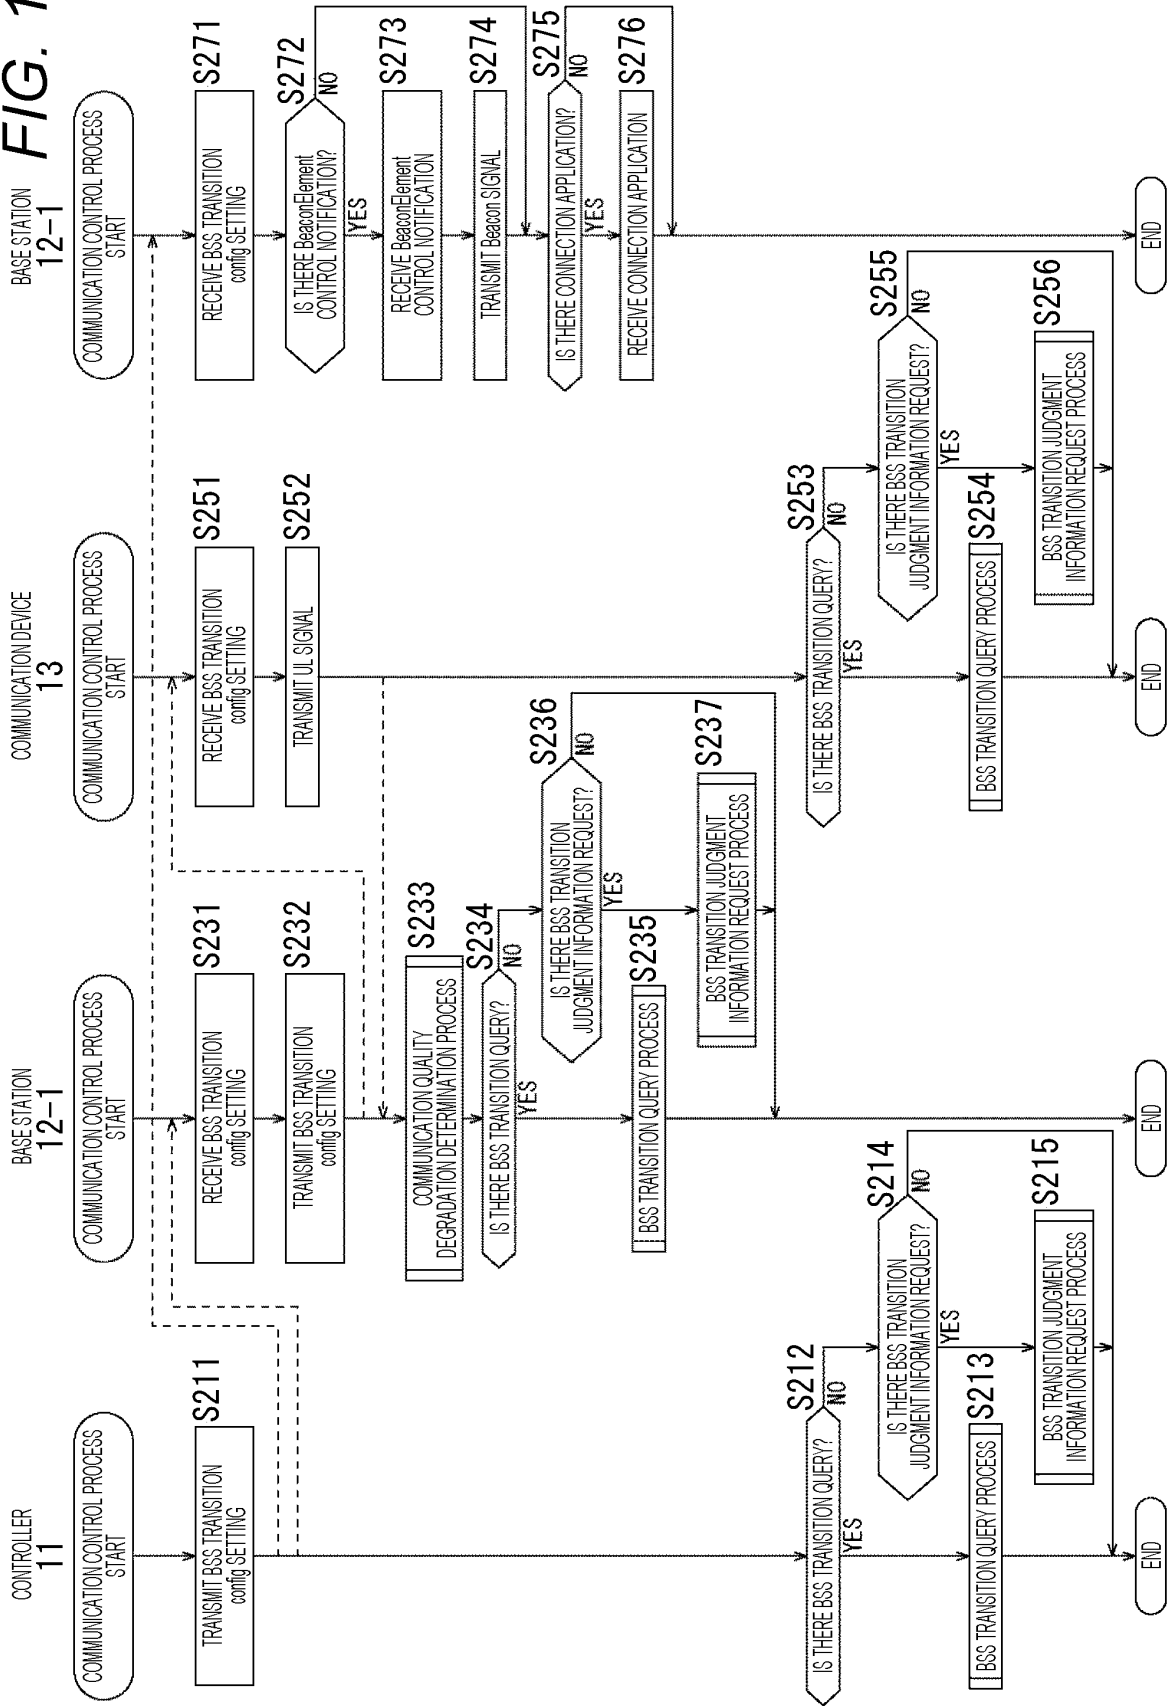 FIG. 1
CONTROLLER
11
COMMUNICATION CONTROL PROCESS
START
TRANSMIT BSS TRANSITION
config SETTING
S211
IS THERE BSS TRANSITION QUERY?
S212
NO
YES
IS THERE BSS TRANSITION
JUDGMENT INFORMATION REQUEST?
S214
NO
YES
BSS TRANSITION QUERY PROCESS
S213
BSS TRANSITION JUDGMENT
INFORMATION REQUEST PROCESS
S215
END
BASE STATION
12-1
COMMUNICATION CONTROL PROCESS
START
RECEIVE BSS TRANSITION
config SETTING
S231
TRANSMIT BSS TRANSITION
config SETTING
S232
COMMUNICATION QUALITY
DEGRADATION DETERMINATION PROCESS
S233
IS THERE BSS TRANSITION QUERY?
S234
NO
YES
IS THERE BSS TRANSITION
JUDGMENT INFORMATION REQUEST?
S236
NO
YES
BSS TRANSITION QUERY PROCESS
S235
BSS TRANSITION JUDGMENT
INFORMATION REQUEST PROCESS
S237
END
COMMUNICATION DEVICE
13
COMMUNICATION CONTROL PROCESS
START
RECEIVE BSS TRANSITION
config SETTING
S251
TRANSMIT UL SIGNAL
S252
IS THERE BSS TRANSITION QUERY?
S253
NO
YES
IS THERE BSS TRANSITION
JUDGMENT INFORMATION REQUEST?
S255
NO
YES
BSS TRANSITION QUERY PROCESS
S254
BSS TRANSITION JUDGMENT
INFORMATION REQUEST PROCESS
S256
END
BASE STATION
12-1
COMMUNICATION CONTROL PROCESS
START
RECEIVE BSS TRANSITION
config SETTING
S271
IS THERE BeaconElement
CONTROL NOTIFICATION?
S272
NO
YES
RECEIVE BeaconElement
CONTROL NOTIFICATION
S273
TRANSMIT Beacon SIGNAL
S274
IS THERE CONNECTION APPLICATION?
S275
NO
YES
RECEIVE CONNECTION APPLICATION
S276
END